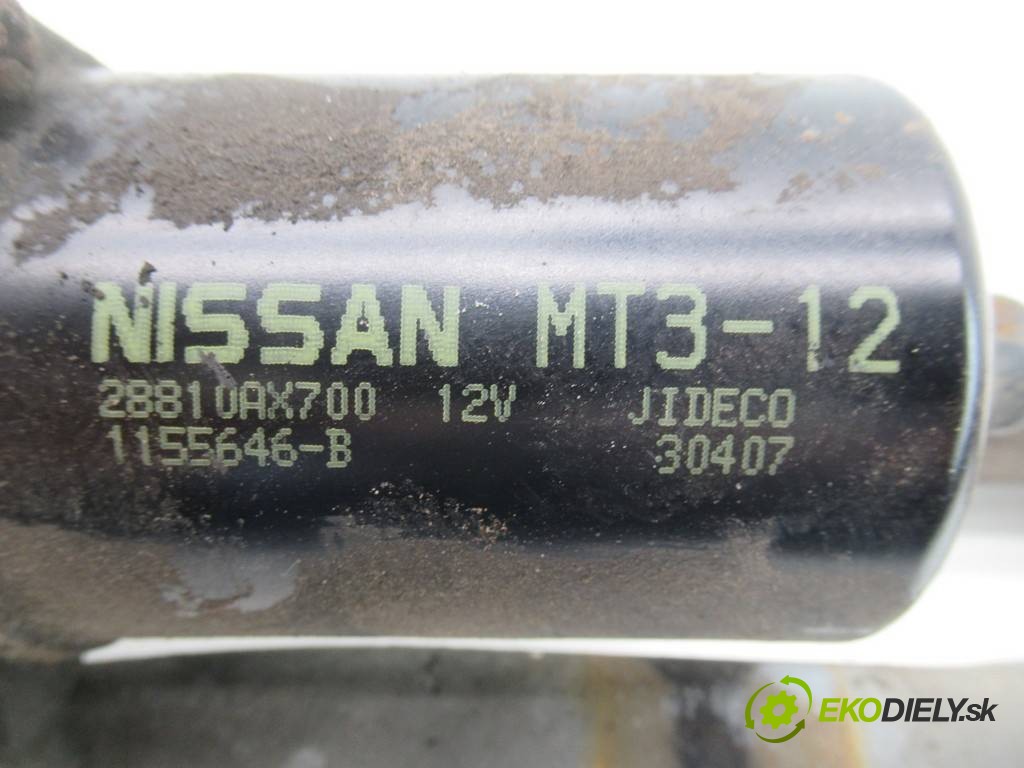 NISSAN MT3-12
28810AX700 12V JIDECO
1155646-B 30407
EKODIELY.sk